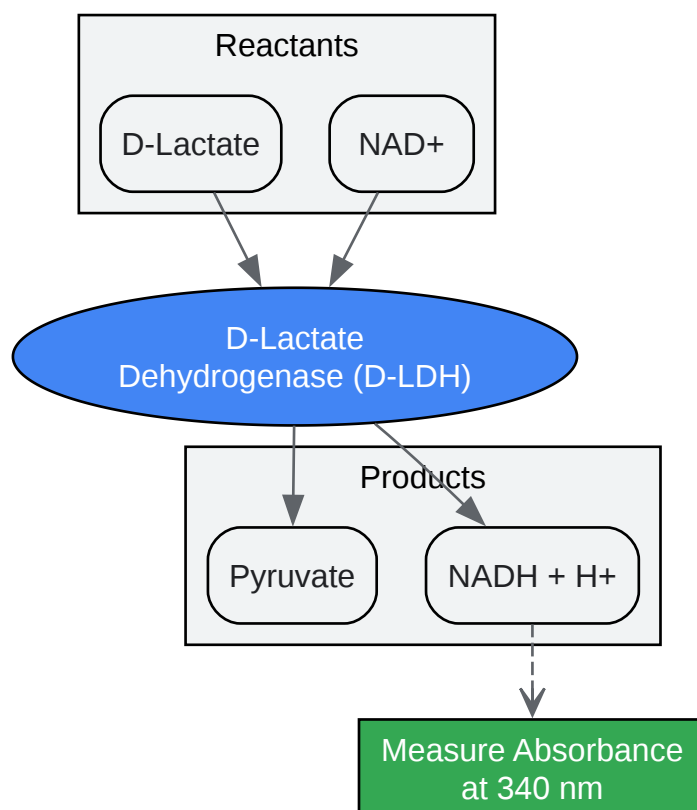 Reactants
D-Lactate
NAD+
D-Lactate
Dehydrogenase (D-LDH)
Products
Pyruvate
NADH + H+
Measure Absorbance
at 340 nm